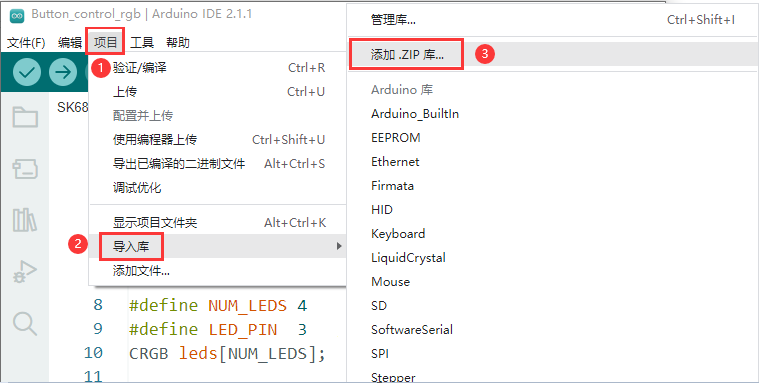 Button_control_rgb | Arduino IDE 2.1.1
文件(F) 编辑 项目 工具 帮助
1
验证/编译 Ctrl+R
上传 Ctrl+U
配置并上传
使用编程器上传 Ctrl+Shift+U
导出已编译的二进制文件 Alt+Ctrl+S
调试优化
显示项目文件夹 Alt+Ctrl+K
2 导入库
添加文件...
SK68
管理库... Ctrl+Shift+I
添加 .ZIP 库... 3
Arduino 库
Arduino_BuiltIn
EEPROM
Ethernet
Firmata
HID
Keyboard
LiquidCrystal
Mouse
SD
SoftwareSerial
SPI
Stepper
8 #define NUM_LEDS 4
9 #define LED_PIN 3
10 CRGB leds[NUM_LEDS];